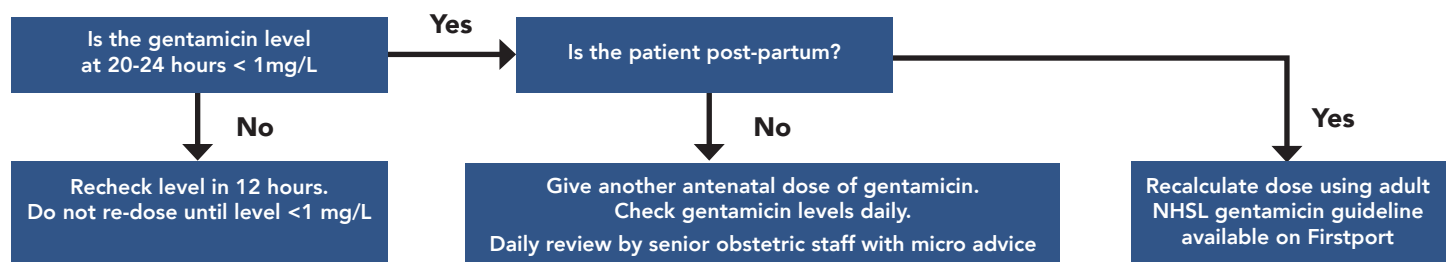 Is the gentamicin level
at 20-24 hours < 1mg/L
Yes
Is the patient post-partum?
No
No
Yes
Recheck level in 12 hours.
Do not re-dose until level <1 mg/L
Give another antenatal dose of gentamicin.
Check gentamicin levels daily.
Daily review by senior obstetric staff with micro advice
Recalculate dose using adult
NHSL gentamicin guideline
available on Firstport